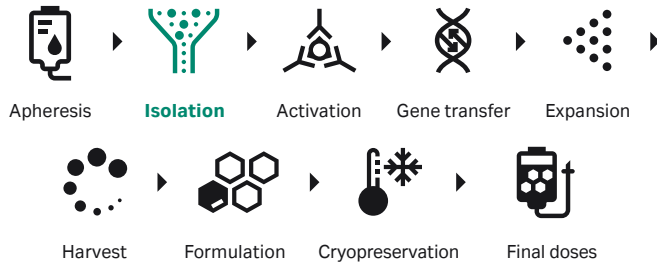 Apheresis
Isolation
Activation
Gene transfer
Expansion
Harvest
Formulation
Cryopreservation
Final doses